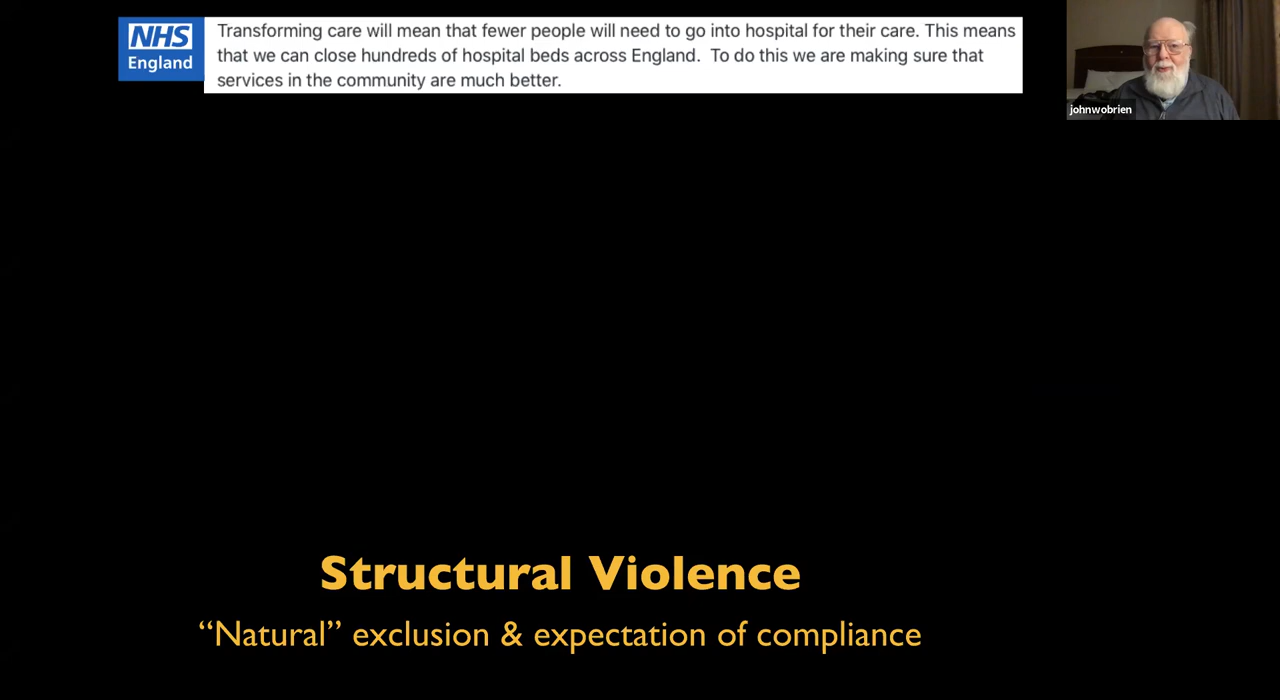 NHS
England
Transforming care will mean that fewer people will need to go into hospital for their care. This means
that we can close hundreds of hospital beds across England.  To do this we are making sure that
services in the community are much better.
johnwobrien
Structural Violence
“Natural” exclusion & expectation of compliance